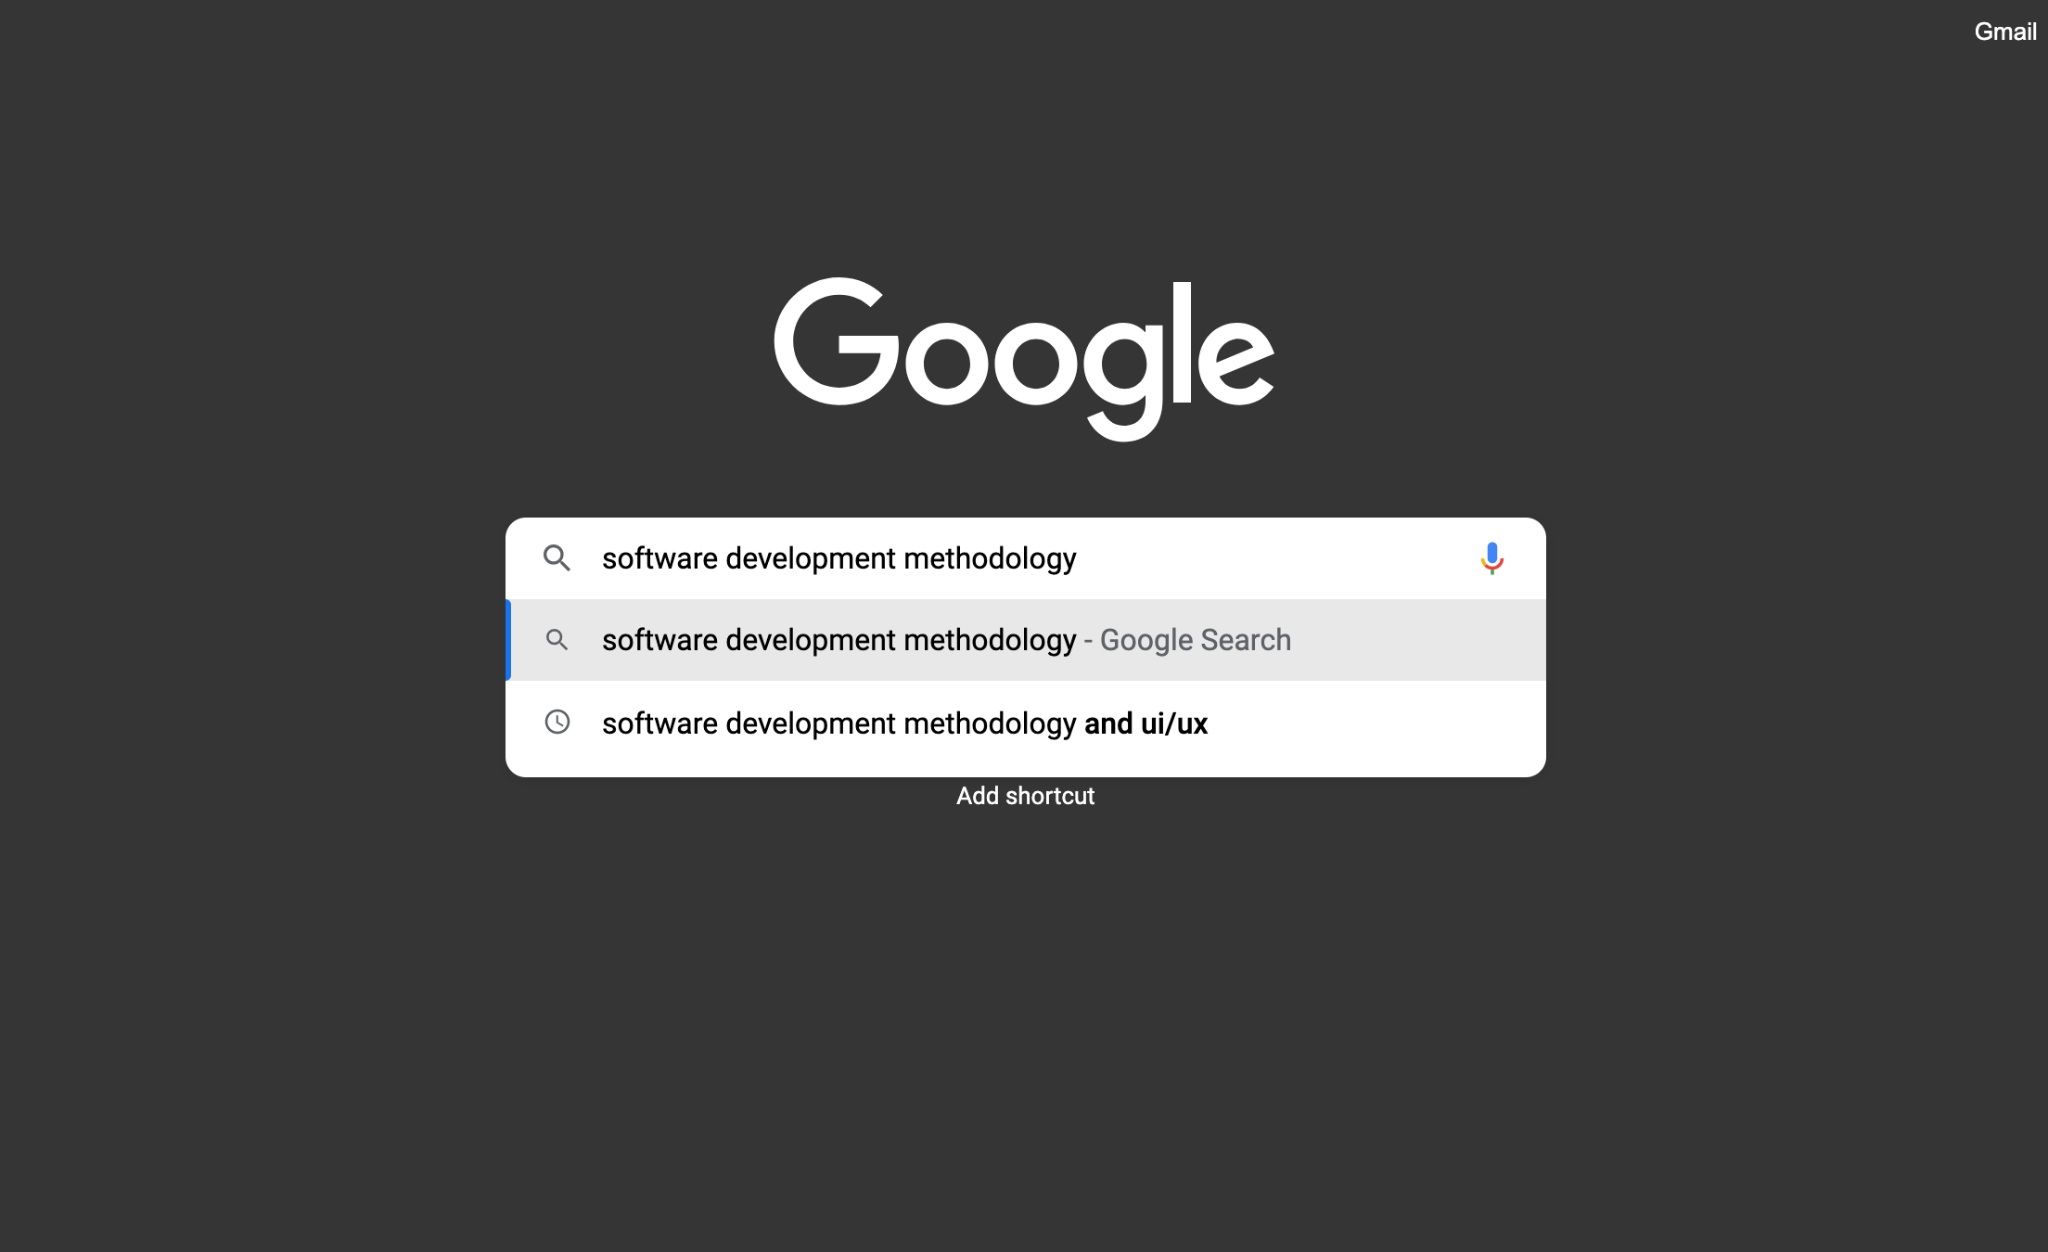 Gmail
Google
software development methodology
software development methodology - Google Search
software development methodology and ui/ux
Add shortcut